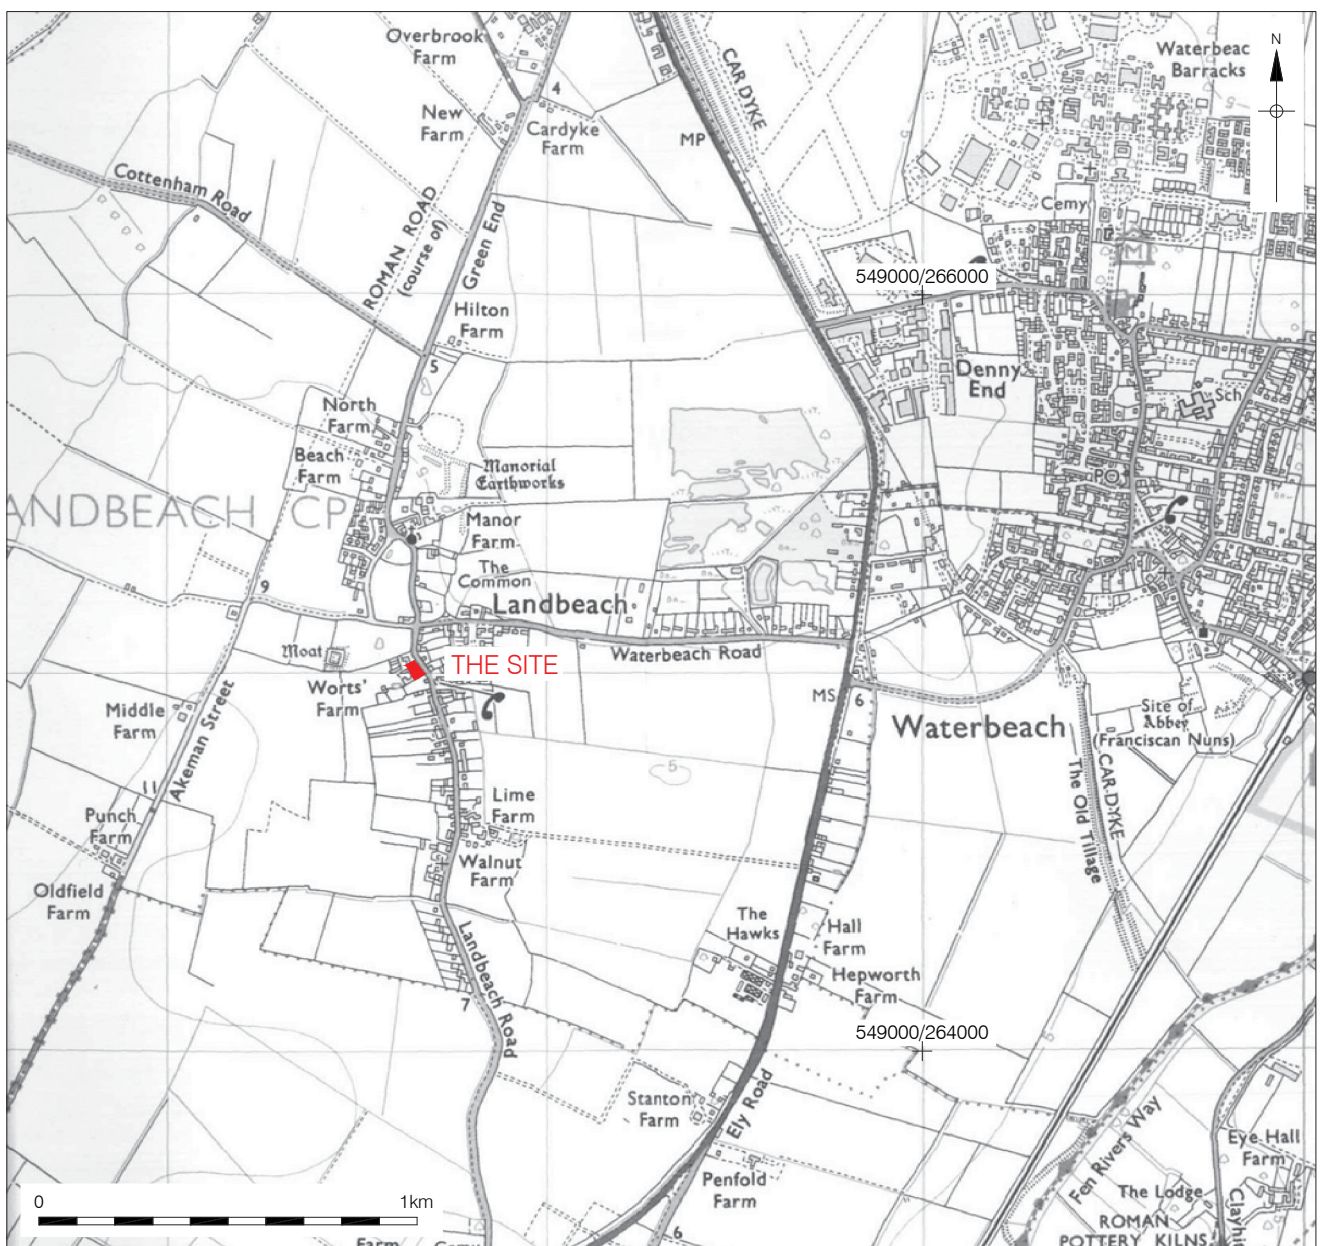 Overbrook
Farm
CAR DYKE
Waterbeac
Barracks
N
4
New
Farm
Cardyke
Farm
MP
Cottenham Road
ROMAN ROAD
(course of)
Green End
Cemy
M
549000/266000
Hilton
Farm
5
Denny
End
Sch
North
Farm
Beach
Farm
Manorial
Earthworks
PO
ANDBEACH CP
Manor
Farm
The
Common
9
Landbeach
Moat
THE SITE
Waterbeach Road
Worts'
Farm
MS
6
Middle
Farm
Akeman Street
Waterbeach
Site of
Abbey
(Franciscan Nuns)
5
11
CAR DYKE
The Old Tillage
Punch
Farm
Lime
Farm
Walnut
Farm
Oldfield
Farm
The
Hawks
Hall
Farm
Hepworth
Farm
7
Landbeach Road
549000/264000
5
Stanton
Farm
Ely Road
Fen Rivers Way
Eye Hall
Farm
Penfold
Farm
The Lodge
ROMAN
POTTERY KILNS
Clayhi
6
0
1km